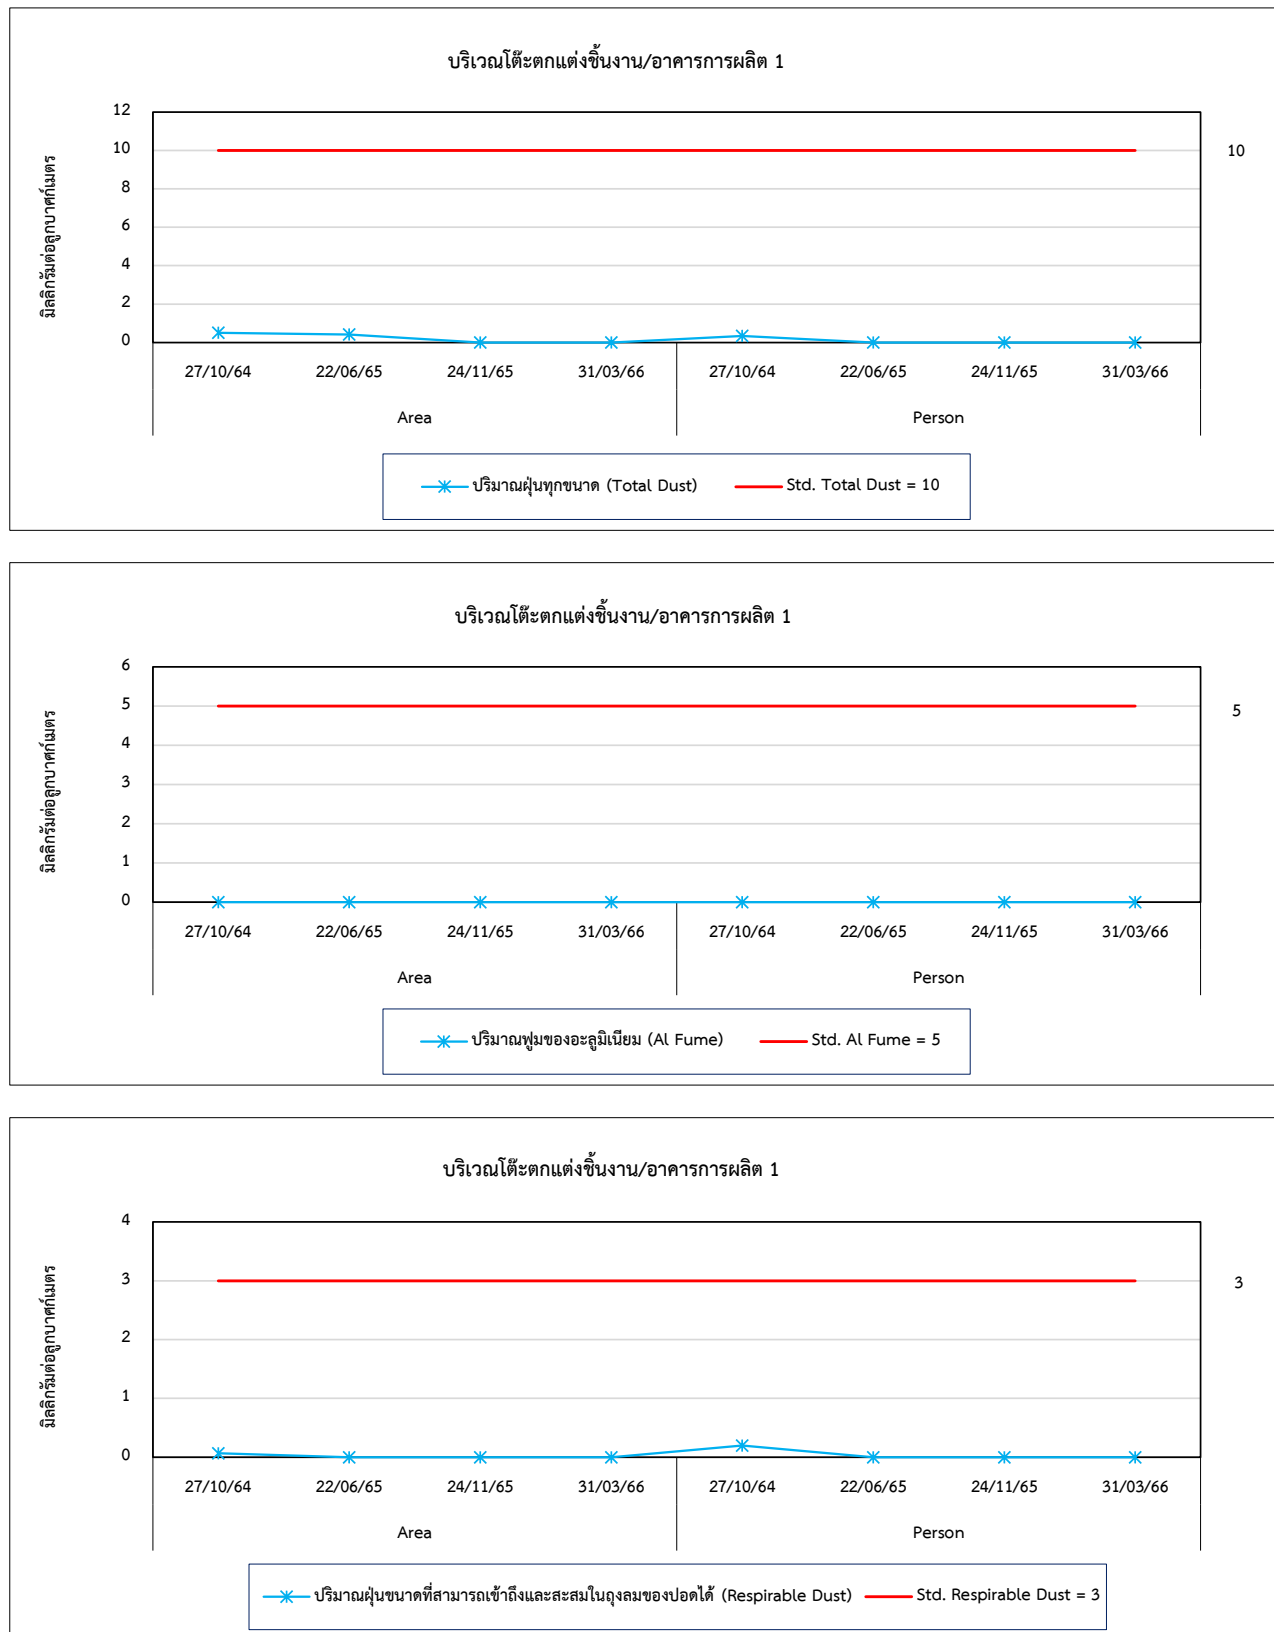 บริเวณโต๊ะตกแต่งชิ้นงาน/อาคารการผลิต 1
มิลลิกรัมต่อลูกบาศก์เมตร
12
10
8
6
4
2
0
10
27/10/64 22/06/65 24/11/65 31/03/66 27/10/64 22/06/65 24/11/65 31/03/66
Area Person
ปริมาณฝุ่นทุกขนาด (Total Dust) Std. Total Dust = 10
บริเวณโต๊ะตกแต่งชิ้นงาน/อาคารการผลิต 1
มิลลิกรัมต่อลูกบาศก์เมตร
6
5
4
3
2
1
0
5
27/10/64 22/06/65 24/11/65 31/03/66 27/10/64 22/06/65 24/11/65 31/03/66
Area Person
ปริมาณฟูมของอะลูมิเนียม (Al Fume) Std. Al Fume = 5
บริเวณโต๊ะตกแต่งชิ้นงาน/อาคารการผลิต 1
มิลลิกรัมต่อลูกบาศก์เมตร
4
3
2
1
0
3
27/10/64 22/06/65 24/11/65 31/03/66 27/10/64 22/06/65 24/11/65 31/03/66
Area Person
ปริมาณฝุ่นขนาดที่สามารถเข้าถึงและสะสมในถุงลมของปอดได้ (Respirable Dust) Std. Respirable Dust = 3